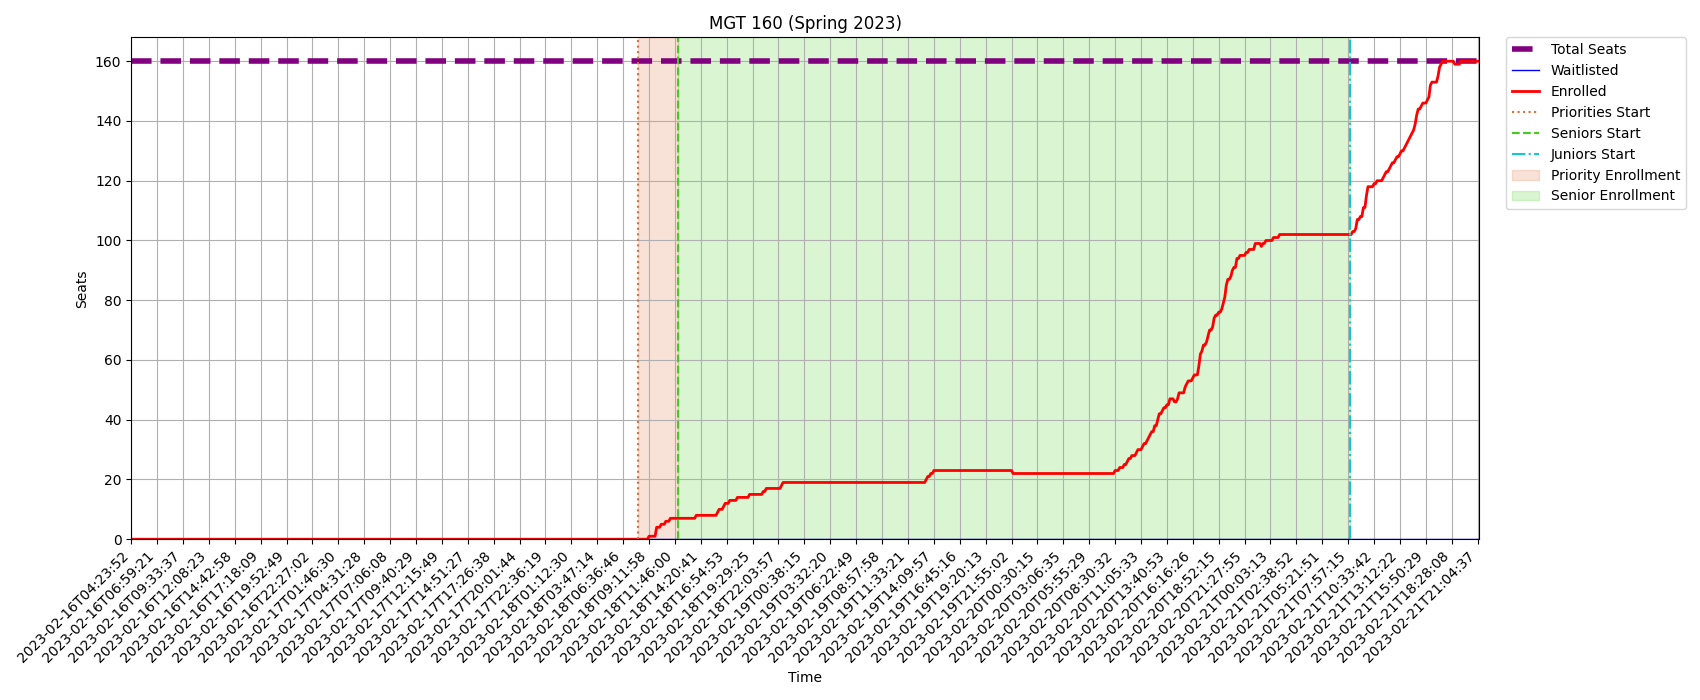 MGT 160 (Spring 2023)
Total Seats
Waitlisted
Enrolled
Priorities Start
Seniors Start
Juniors Start
Priority Enrollment
Senior Enrollment
Seats
160
140
120
100
80
60
40
20
0
2023-02-16T04:23:52
2023-02-16T06:59:21
2023-02-16T09:33:37
2023-02-16T12:08:23
2023-02-16T14:42:58
2023-02-16T17:18:09
2023-02-16T19:52:49
2023-02-16T22:27:02
2023-02-17T01:46:30
2023-02-17T04:31:28
2023-02-17T07:06:08
2023-02-17T09:40:29
2023-02-17T12:15:49
2023-02-17T14:51:27
2023-02-17T17:26:38
2023-02-17T20:01:44
2023-02-17T22:36:19
2023-02-18T01:12:30
2023-02-18T03:47:14
2023-02-18T06:36:46
2023-02-18T09:11:58
2023-02-18T11:46:00
2023-02-18T14:20:41
2023-02-18T16:54:53
2023-02-18T19:29:25
2023-02-18T22:03:57
2023-02-19T00:38:15
2023-02-19T03:32:20
2023-02-19T06:22:49
2023-02-19T08:57:58
2023-02-19T11:33:21
2023-02-19T14:09:57
2023-02-19T16:45:16
2023-02-19T19:20:13
2023-02-19T21:55:02
2023-02-20T00:30:15
2023-02-20T03:06:35
2023-02-20T05:55:29
2023-02-20T08:30:32
2023-02-20T11:05:33
2023-02-20T13:40:53
2023-02-20T16:16:26
2023-02-20T18:52:15
2023-02-20T21:27:55
2023-02-21T00:03:13
2023-02-21T02:38:52
2023-02-21T05:21:51
2023-02-21T07:57:15
2023-02-21T10:33:42
2023-02-21T13:12:22
2023-02-21T15:50:29
2023-02-21T18:28:08
2023-02-21T21:04:37
Time